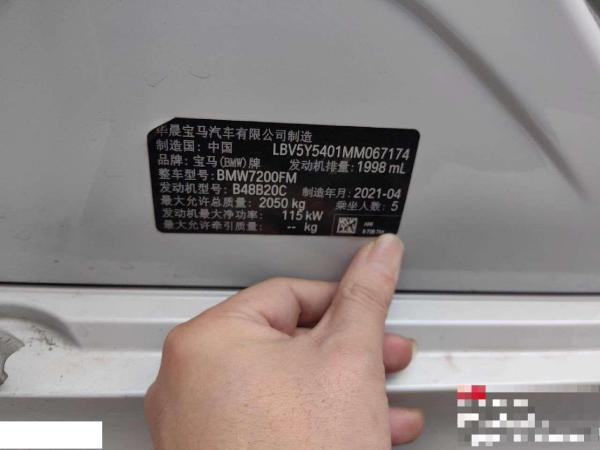 华晨宝马汽车有限公司制造
制造国：中国 LBV5Y5401MM067174
品牌：宝马(BMW)牌 发动机排量：1998 mL
整车型号：BMW7200FM
发动机型号：B48B20C 制造年月：2021-04
最大允许总质量：2050 kg 乘坐人数：5
发动机最大净功率：115 kW
最大允许牵引质量：-- kg